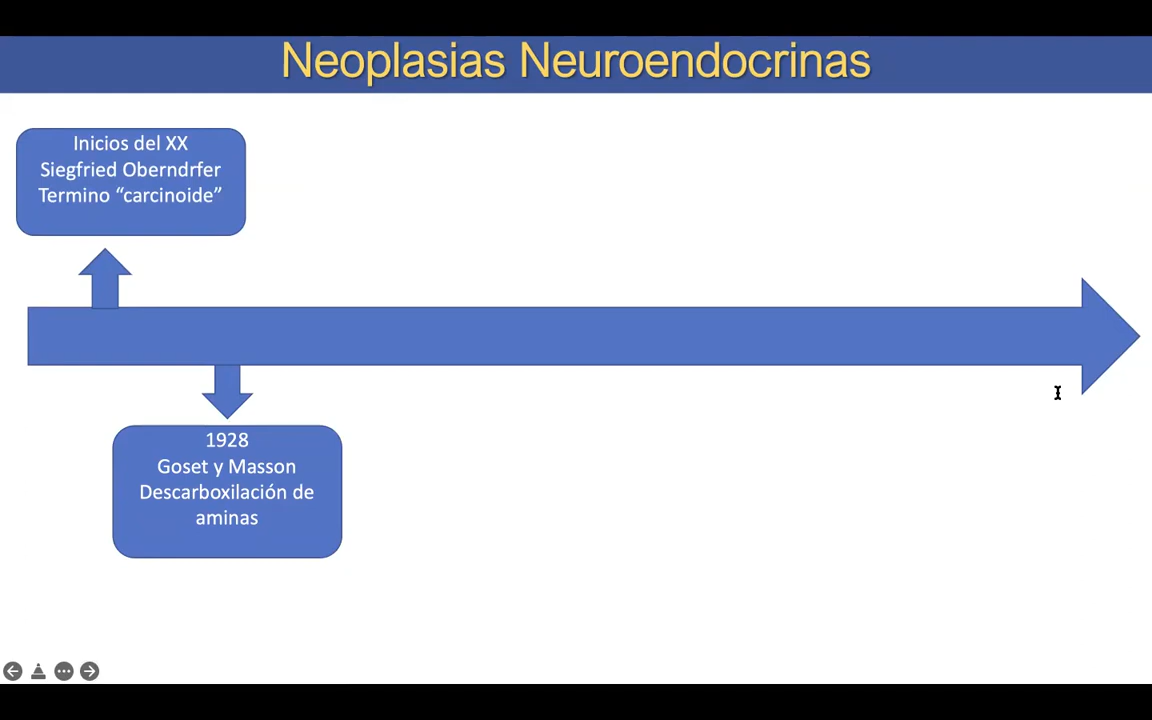 Neoplasias Neuroendocrinas
Inicios del XX
Siegfried Oberndrfer
Termino “carcinoide”
1928
Goset y Masson
Descarboxilación de
aminas